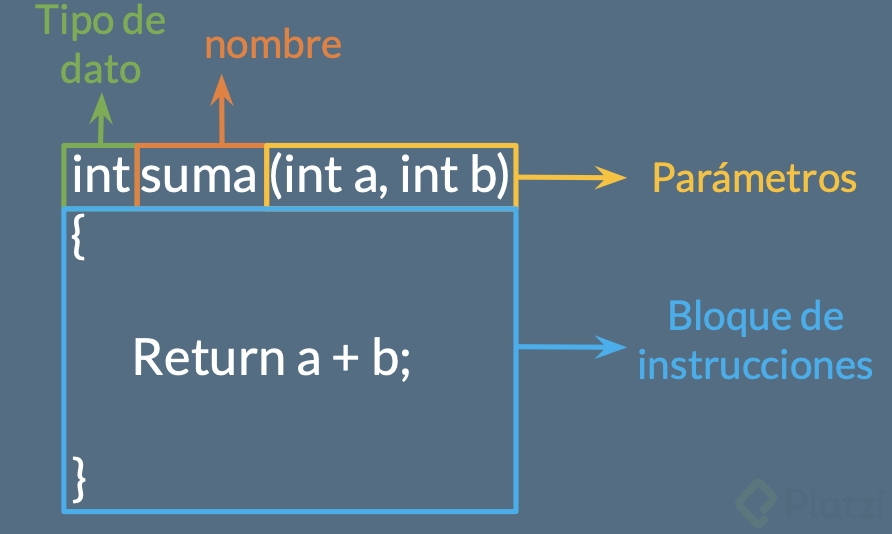 Tipo de
dato
nombre
int suma (int a, int b)
Parámetros
{
Return a + b;
}
Bloque de
instrucciones
Platzi